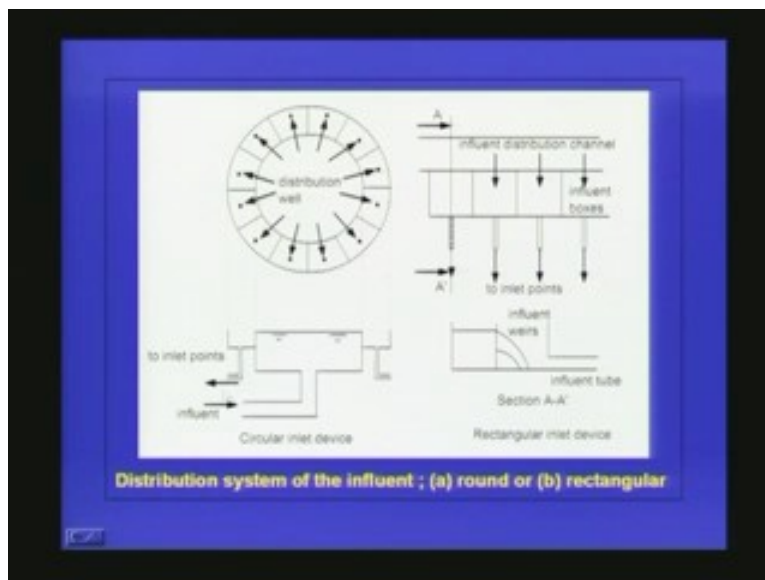 distribution
well
A
influent distribution channel
influent
boxes
A'
to inlet points
to inlet points
influent
Circular inlet device
influent
weirs
influent tube
Section A-A'
Rectangular inlet device
Distribution system of the influent ; (a) round or (b) rectangular